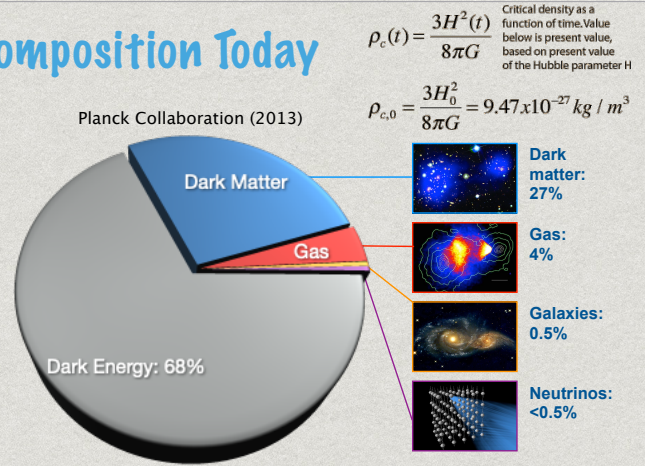 omposition Today
ρc(t) = 3H²(t) / 8πG
Critical density as a
function of time.Value
below is present value,
based on present value
of the Hubble parameter H
ρc,0 = 3H₀² / 8πG = 9.47x10⁻²⁷ kg / m³
Planck Collaboration (2013)
Dark Matter
Gas
Dark Energy: 68%
Dark
matter:
27%
Gas:
4%
Galaxies:
0.5%
Neutrinos:
<0.5%